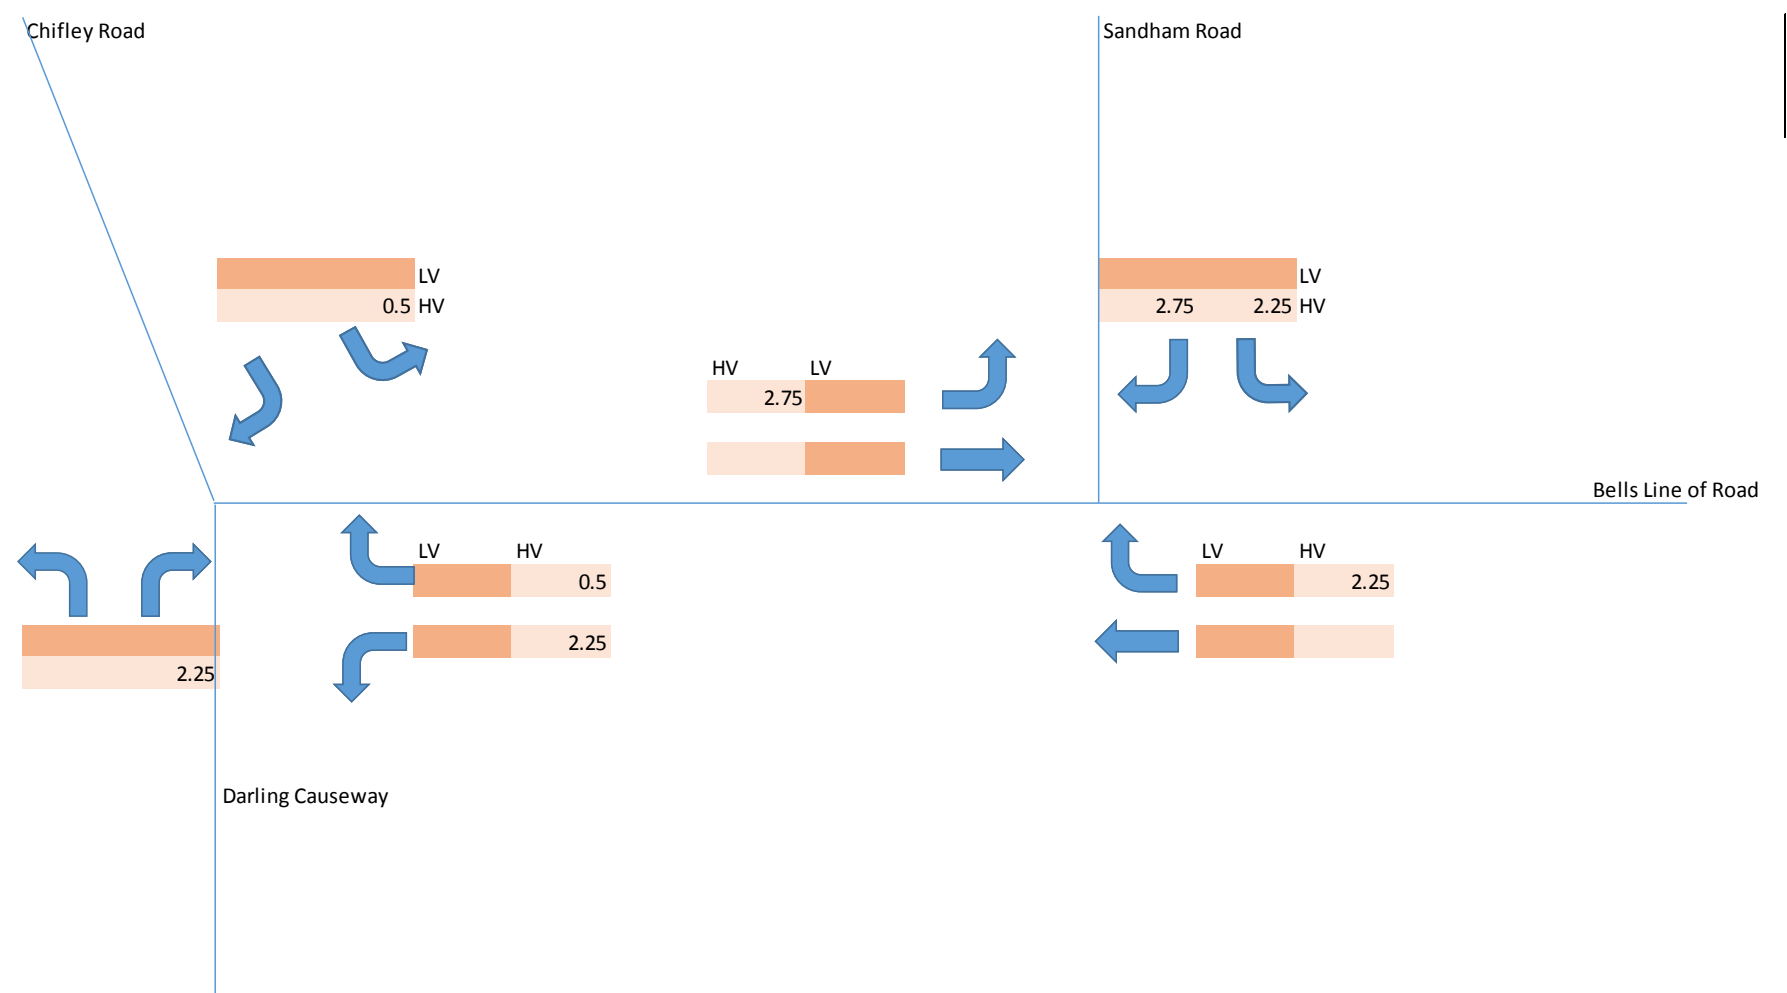 Chifley Road
Sandham Road
LV
0.5 HV
LV
2.75 2.25 HV
HV LV
2.75
Bells Line of Road
LV HV
0.5
2.25
LV HV
2.25
2.25
Darling Causeway